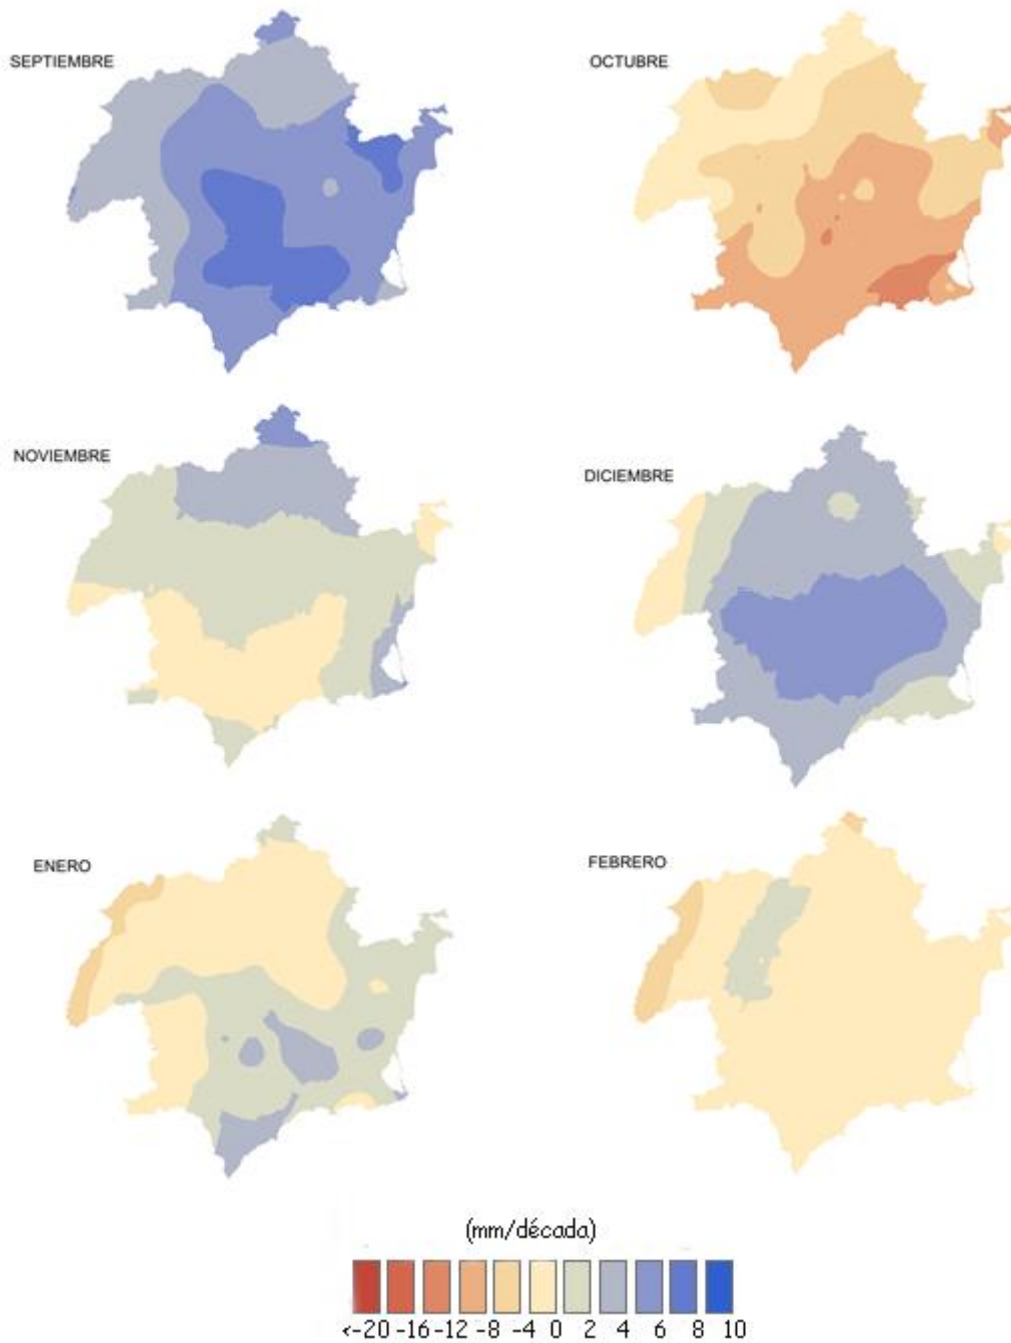 SEPTIEMBRE
OCTUBRE
NOVIEMBRE
DICIEMBRE
ENERO
FEBRERO
(mm/década)
<-20 -16 -12 -8 -4 0 2 4 6 8 10